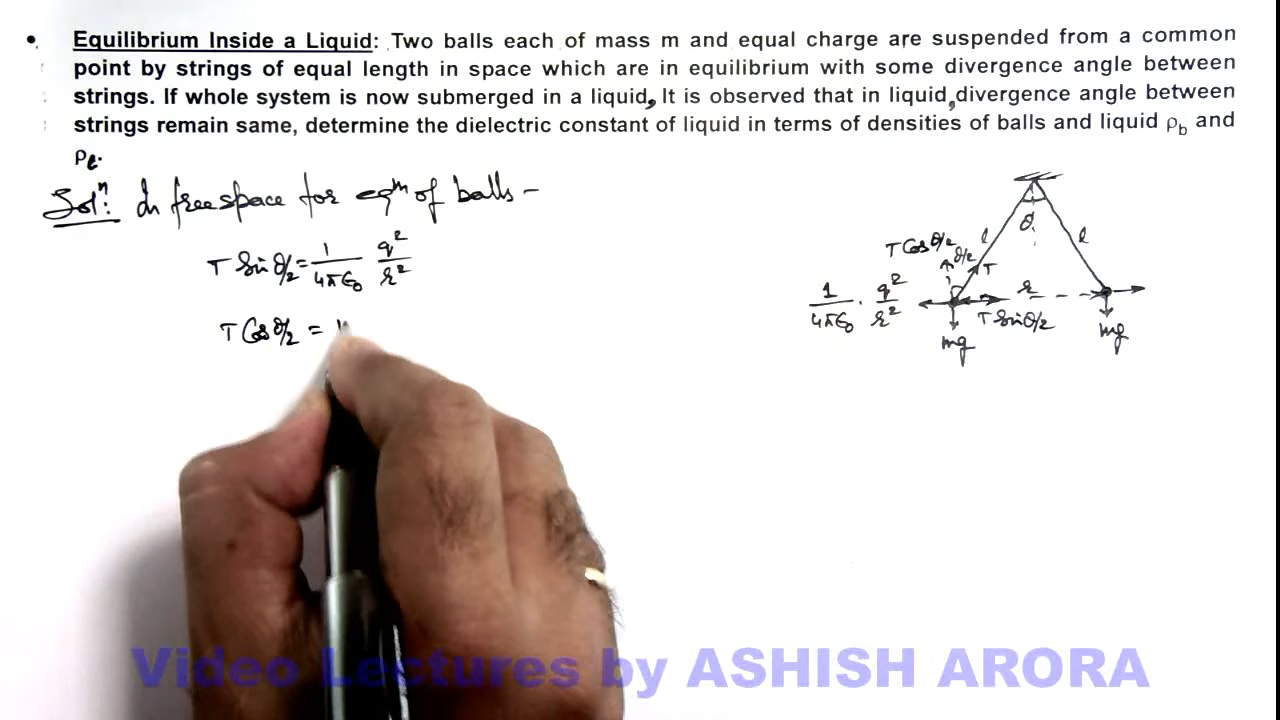 • Equilibrium Inside a Liquid: Two balls each of mass m and equal charge are suspended from a common
point by strings of equal length in space which are in equilibrium with some divergence angle between
strings. If whole system is now submerged in a liquid, It is observed that in liquid, divergence angle between
strings remain same, determine the dielectric constant of liquid in terms of densities of balls and liquid ρb and
ρℓ.
Solⁿ: In free space for eqᵐ of balls –
T Sin θ/2 = 1/4πϵ₀ q²/r²
T Cos θ/2 =
θ
l
l
T Cos θ/2
θ/2
T
1/4πϵ₀ · q²/r²
r
T Sin θ/2
mg
mg
Video Lectures by ASHISH ARORA